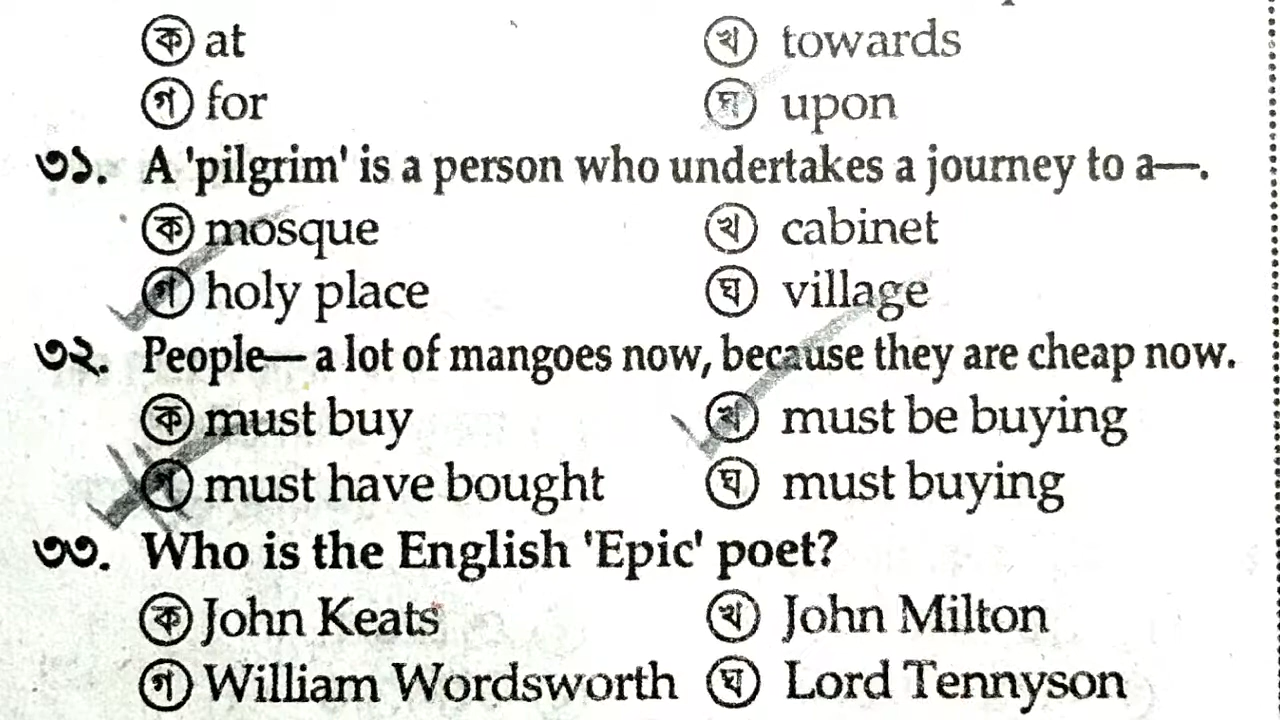 ক at খ towards
গ for ঘ upon
৩১. A 'pilgrim' is a person who undertakes a journey to a—.
ক mosque খ cabinet
গ holy place ঘ village
৩২. People— a lot of mangoes now, because they are cheap now.
ক must buy খ must be buying
গ must have bought ঘ must buying
৩৩. Who is the English 'Epic' poet?
ক John Keats খ John Milton
গ William Wordsworth ঘ Lord Tennyson